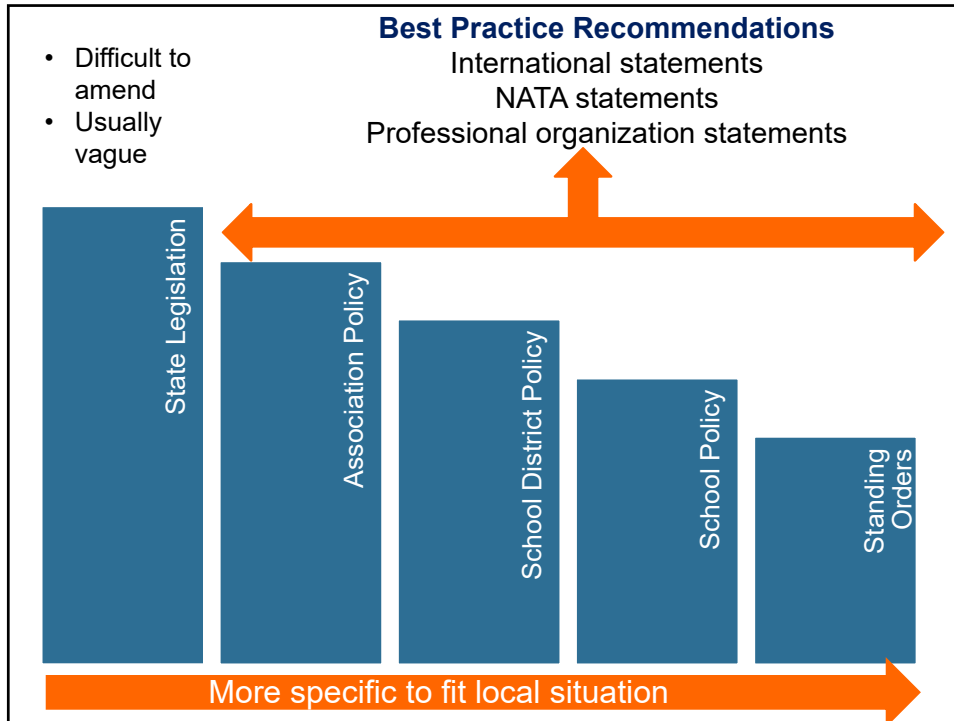 • Difficult to
amend
• Usually
vague
Best Practice Recommendations
International statements
NATA statements
Professional organization statements
State Legislation
Association Policy
School District Policy
School Policy
Standing
Orders
More specific to fit local situation